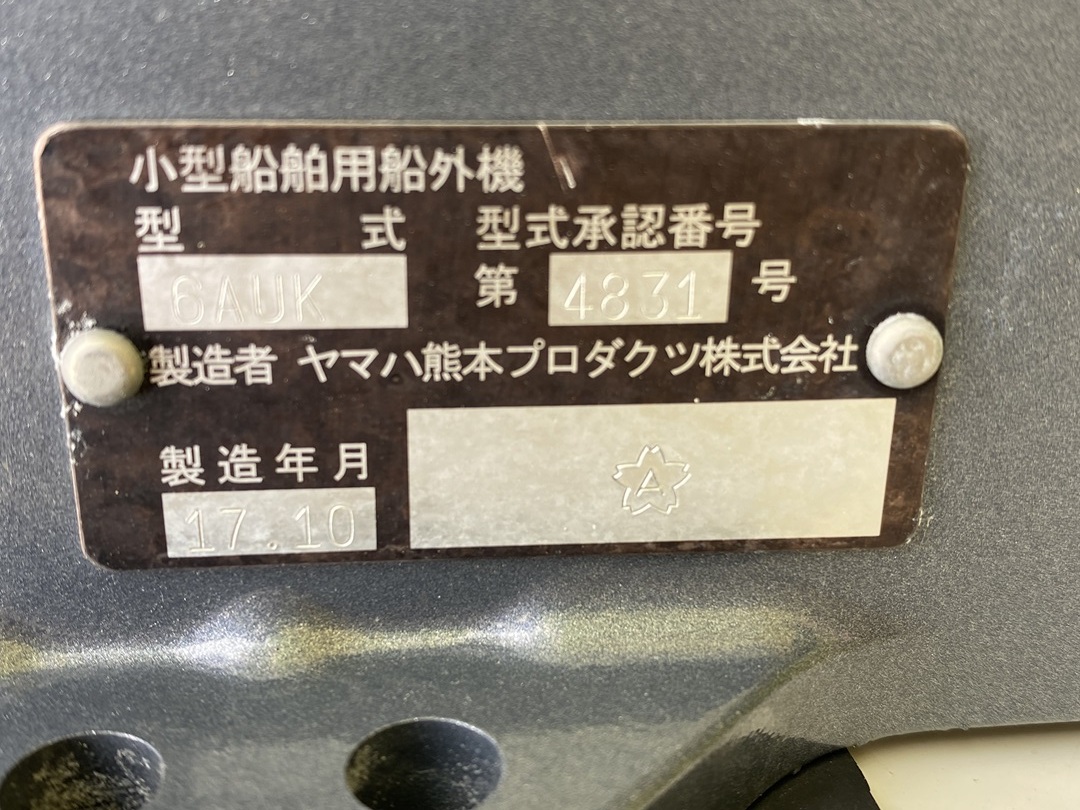 小型船舶用船外機
型式 型式承認番号
6AUK 第 4831 号
製造者 ヤマハ熊本プロダクツ株式会社
製造年月
17.10
A